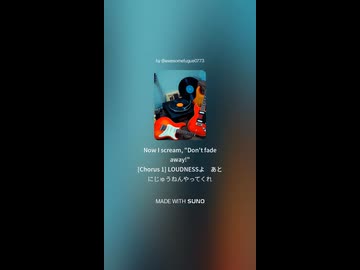 by @awesomefugue0773
Now I scream, "Don't fade
away!"
[Chorus 1] LOUDNESSよ　あと
にじゅうねんやってくれ
MADE WITH SUNO